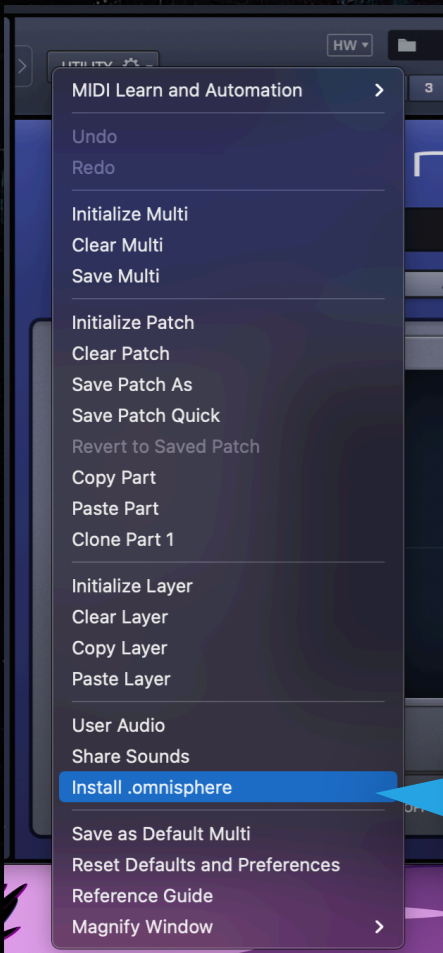 HW
UTILITY
3
MIDI Learn and Automation
Undo
Redo
Initialize Multi
Clear Multi
Save Multi
Initialize Patch
Clear Patch
Save Patch As
Save Patch Quick
Revert to Saved Patch
Copy Part
Paste Part
Clone Part 1
Initialize Layer
Clear Layer
Copy Layer
Paste Layer
User Audio
Share Sounds
Install .omnisphere
Save as Default Multi
Reset Defaults and Preferences
Reference Guide
Magnify Window